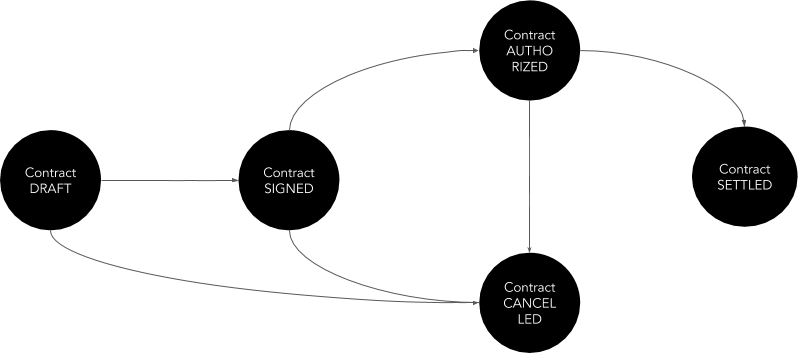 Contract
AUTHO
RIZED
Contract
DRAFT
Contract
SIGNED
Contract
SETTLED
Contract
CANCEL
LED